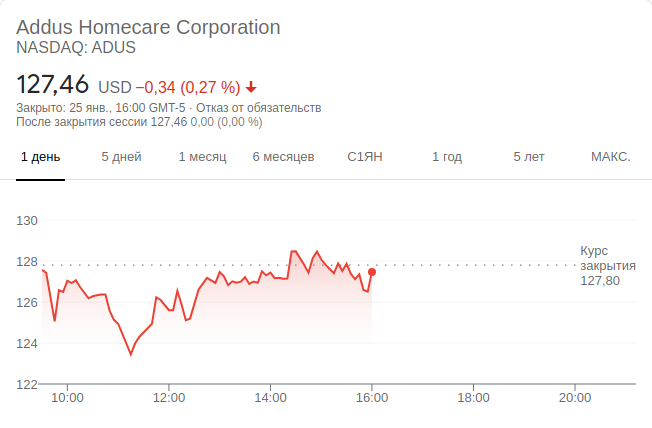 Addus Homecare Corporation
NASDAQ: ADUS
127,46 USD −0,34 (0,27 %)
Закрыто: 25 янв., 16:00 GMT-5 · Отказ от обязательств
После закрытия сессии 127,46 0,00 (0,00 %)
1 день 5 дней 1 месяц 6 месяцев С1ЯН 1 год 5 лет МАКС.
130
128
126
124
122
Курс
закрытия
127,80
10:00 12:00 14:00 16:00 18:00 20:00